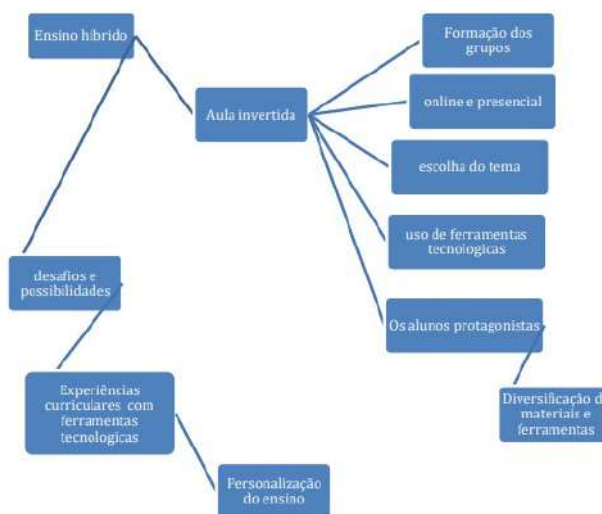 Ensino híbrido
Aula invertida
Formação dos
grupos
online e presencial
escolha do tema
uso de ferramentas
tecnologicas
Os alunos protagonistas
Diversificação d
materiais e
ferramentas
desafios e
possibilidades
Experiências
curriculares com
ferramentas
tecnologicas
Personalização
do ensino